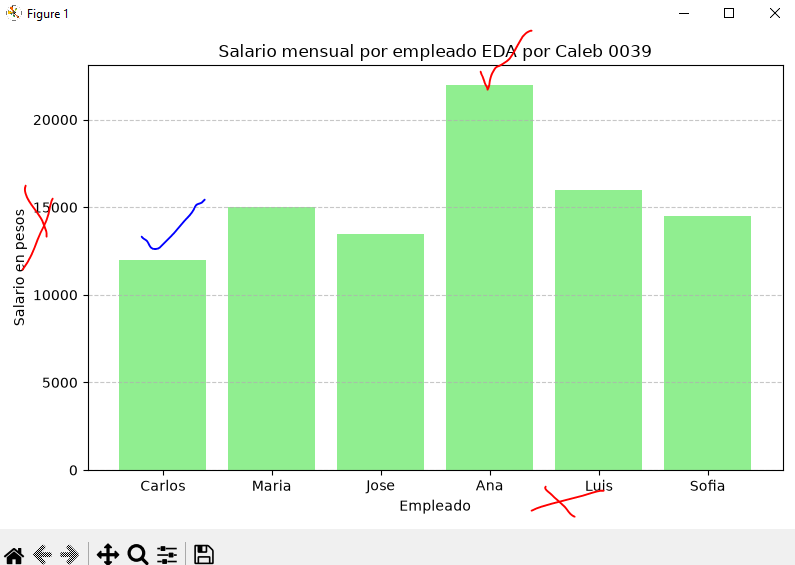 Figure 1
Salario mensual por empleado EDA por Caleb 0039
Salario en pesos
20000
15000
10000
5000
0
Carlos Maria Jose Ana Luis Sofia
Empleado